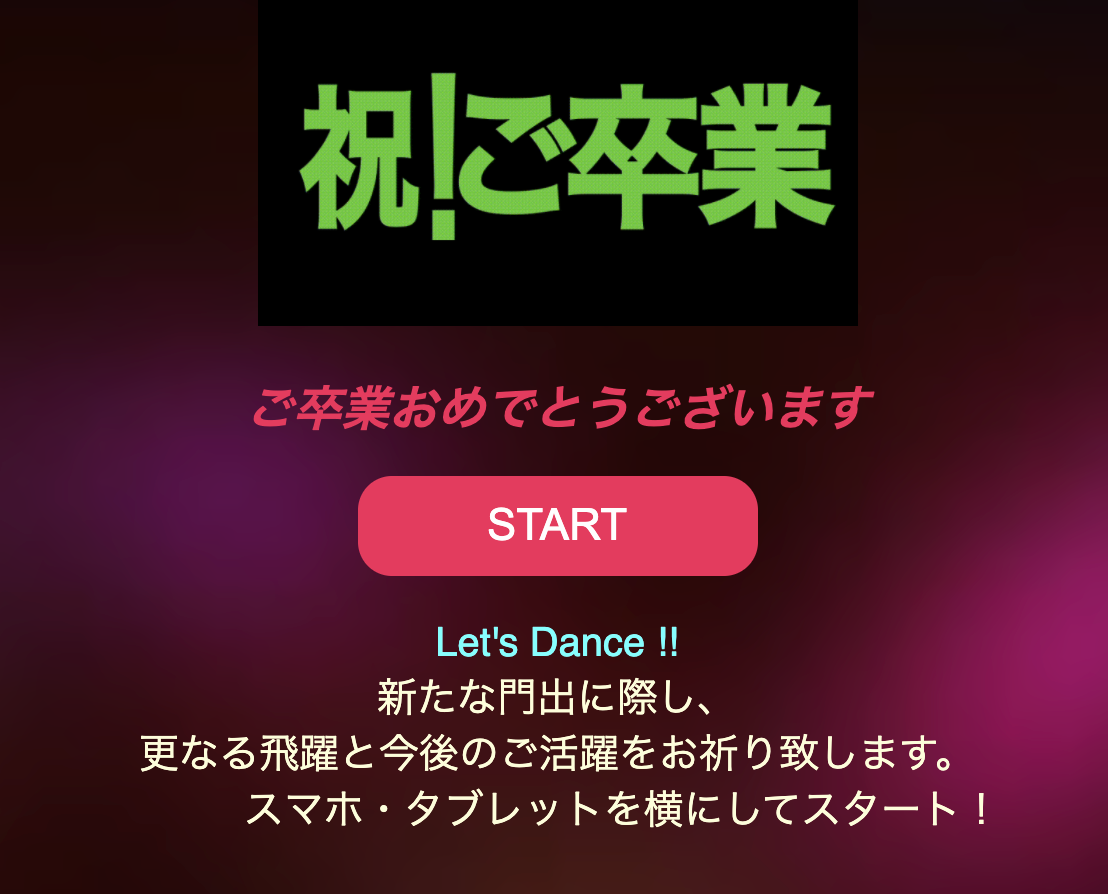 祝!ご卒業
ご卒業おめでとうございます
START
Let's Dance !!
新たな門出に際し、
更なる飛躍と今後のご活躍をお祈り致します。
スマホ・タブレットを横にしてスタート！